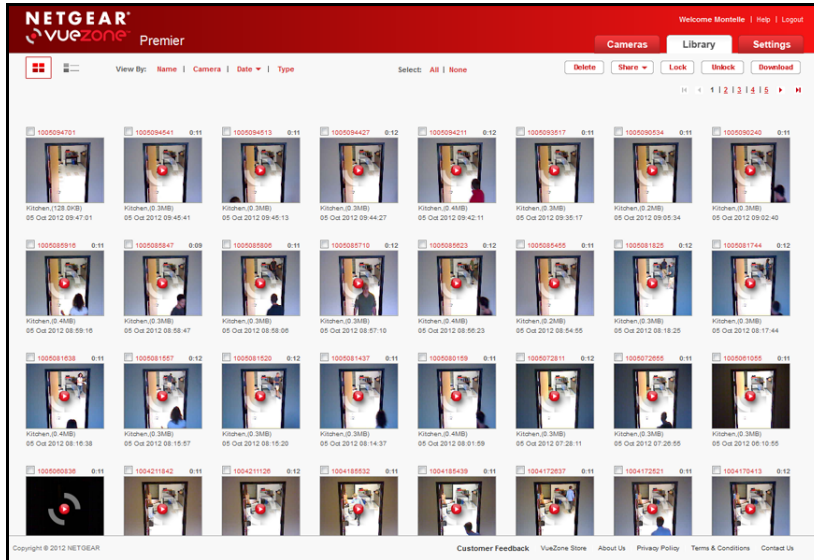 NETGEAR®
vuezone® Premier
Welcome Montelle | Help | Logout
Cameras Library Settings
View By: Name | Camera | Date | Type Select: All | None Delete Share Lock Unlock Download
1 | 2 | 3 | 4 | 5
1005094701 1005094541 0:11 1005094513 0:11 1005094427 0:12 1005094211 0:12 1005093517 0:11 1005090534 0:11 1005090240 0:11
Kitchen,(128.0KB) Kitchen,(0.3MB) Kitchen,(0.3MB) Kitchen,(0.3MB) Kitchen,(0.4MB) Kitchen,(0.3MB) Kitchen,(0.2MB) Kitchen,(0.3MB)
05 Oct 2012 09:47:01 05 Oct 2012 09:45:41 05 Oct 2012 09:45:13 05 Oct 2012 09:44:27 05 Oct 2012 09:42:11 05 Oct 2012 09:35:17 05 Oct 2012 09:05:34 05 Oct 2012 09:02:40
1005085916 0:11 1005085847 0:09 1005085806 0:11 1005085710 0:12 1005085623 0:12 1005085455 0:11 1005081825 0:12 1005081744 0:12
Kitchen,(0.4MB) Kitchen,(0.3MB) Kitchen,(0.3MB) Kitchen,(0.3MB) Kitchen,(0.4MB) Kitchen,(0.2MB) Kitchen,(0.3MB) Kitchen,(0.3MB)
05 Oct 2012 08:59:16 05 Oct 2012 08:58:47 05 Oct 2012 08:58:06 05 Oct 2012 08:57:10 05 Oct 2012 08:56:23 05 Oct 2012 08:54:55 05 Oct 2012 08:18:25 05 Oct 2012 08:17:44
1005081638 0:11 1005081557 0:12 1005081520 0:12 1005081437 0:12 1005080159 0:11 1005072811 0:12 1005072655 0:11 1005061055 0:11
Kitchen,(0.4MB) Kitchen,(0.3MB) Kitchen,(0.3MB) Kitchen,(0.3MB) Kitchen,(0.4MB) Kitchen,(0.3MB) Kitchen,(0.3MB) Kitchen,(0.3MB)
05 Oct 2012 08:16:38 05 Oct 2012 08:15:57 05 Oct 2012 08:15:20 05 Oct 2012 08:14:37 05 Oct 2012 08:01:59 05 Oct 2012 07:28:11 05 Oct 2012 07:26:55 05 Oct 2012 06:10:55
1005060836 0:11 1004211842 0:11 1004211126 0:12 1004185632 0:11 1004185439 0:11 1004172637 0:11 1004172521 0:11 1004170413 0:12
Copyright © 2012 NETGEAR Customer Feedback VueZone Store About Us Privacy Policy Terms & Conditions Contact Us